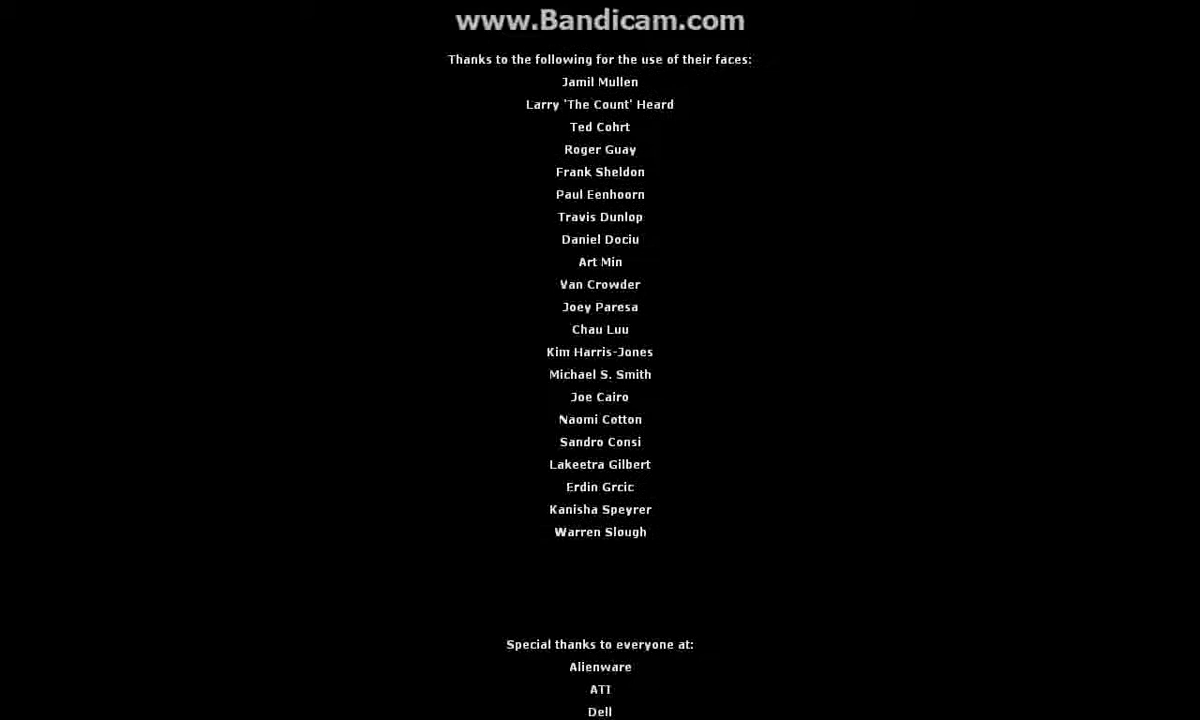 www.Bandicam.com
Thanks to the following for the use of their faces:
Jamil Mullen
Larry 'The Count' Heard
Ted Cohrt
Roger Guay
Frank Sheldon
Paul Eenhoorn
Travis Dunlop
Daniel Dociu
Art Min
Van Crowder
Joey Paresa
Chau Luu
Kim Harris-Jones
Michael S. Smith
Joe Cairo
Naomi Cotton
Sandro Consi
Lakeetra Gilbert
Erdin Grcic
Kanisha Speyrer
Warren Slough
Special thanks to everyone at:
Alienware
ATI
Dell